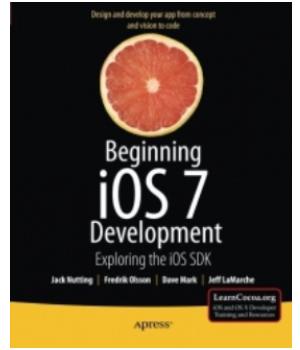 Design and develop your app from concept
and vision to code
Beginning
iOS 7
Development
Exploring the iOS SDK
Jack Nutting | Fredrik Olsson | Dave Mark | Jeff LaMarche
LearnCocoa.org
iOS and OS X Developer
Training and Resources
Apress®